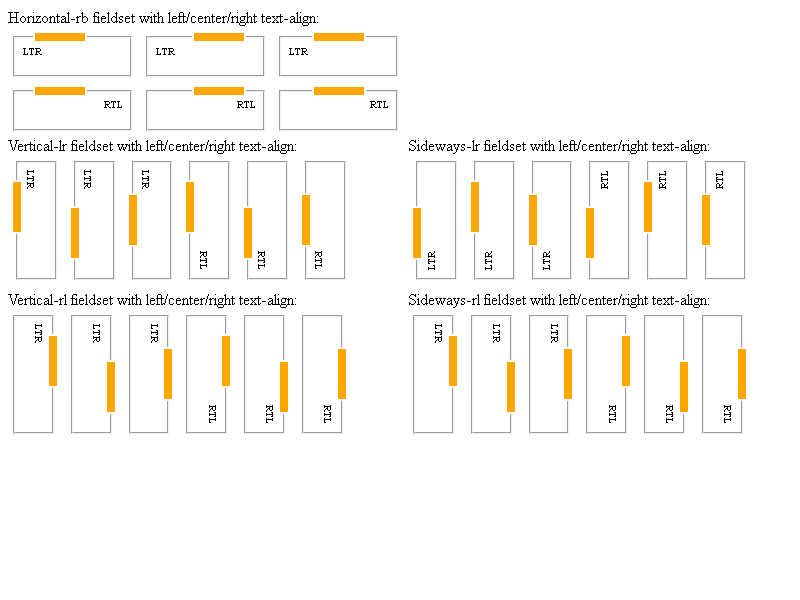 Horizontal-rb fieldset with left/center/right text-align:
LTR LTR LTR
RTL RTL RTL
Vertical-lr fieldset with left/center/right text-align:
LTR LTR LTR RTL RTL RTL
Sideways-lr fieldset with left/center/right text-align:
LTR LTR LTR RTL RTL RTL
Vertical-rl fieldset with left/center/right text-align:
LTR LTR LTR RTL RTL RTL
Sideways-rl fieldset with left/center/right text-align:
LTR LTR LTR RTL RTL RTL